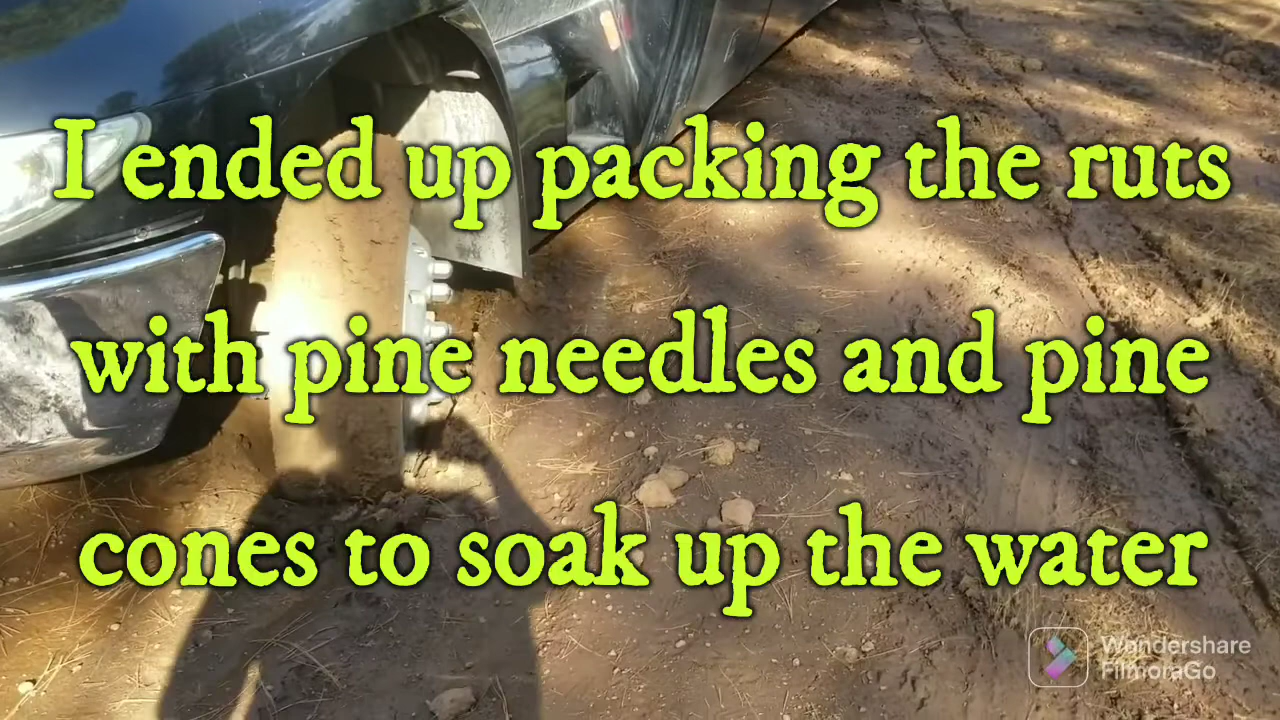 I ended up packing the ruts
with pine needles and pine
cones to soak up the water
Wondershare
FilmoraGo